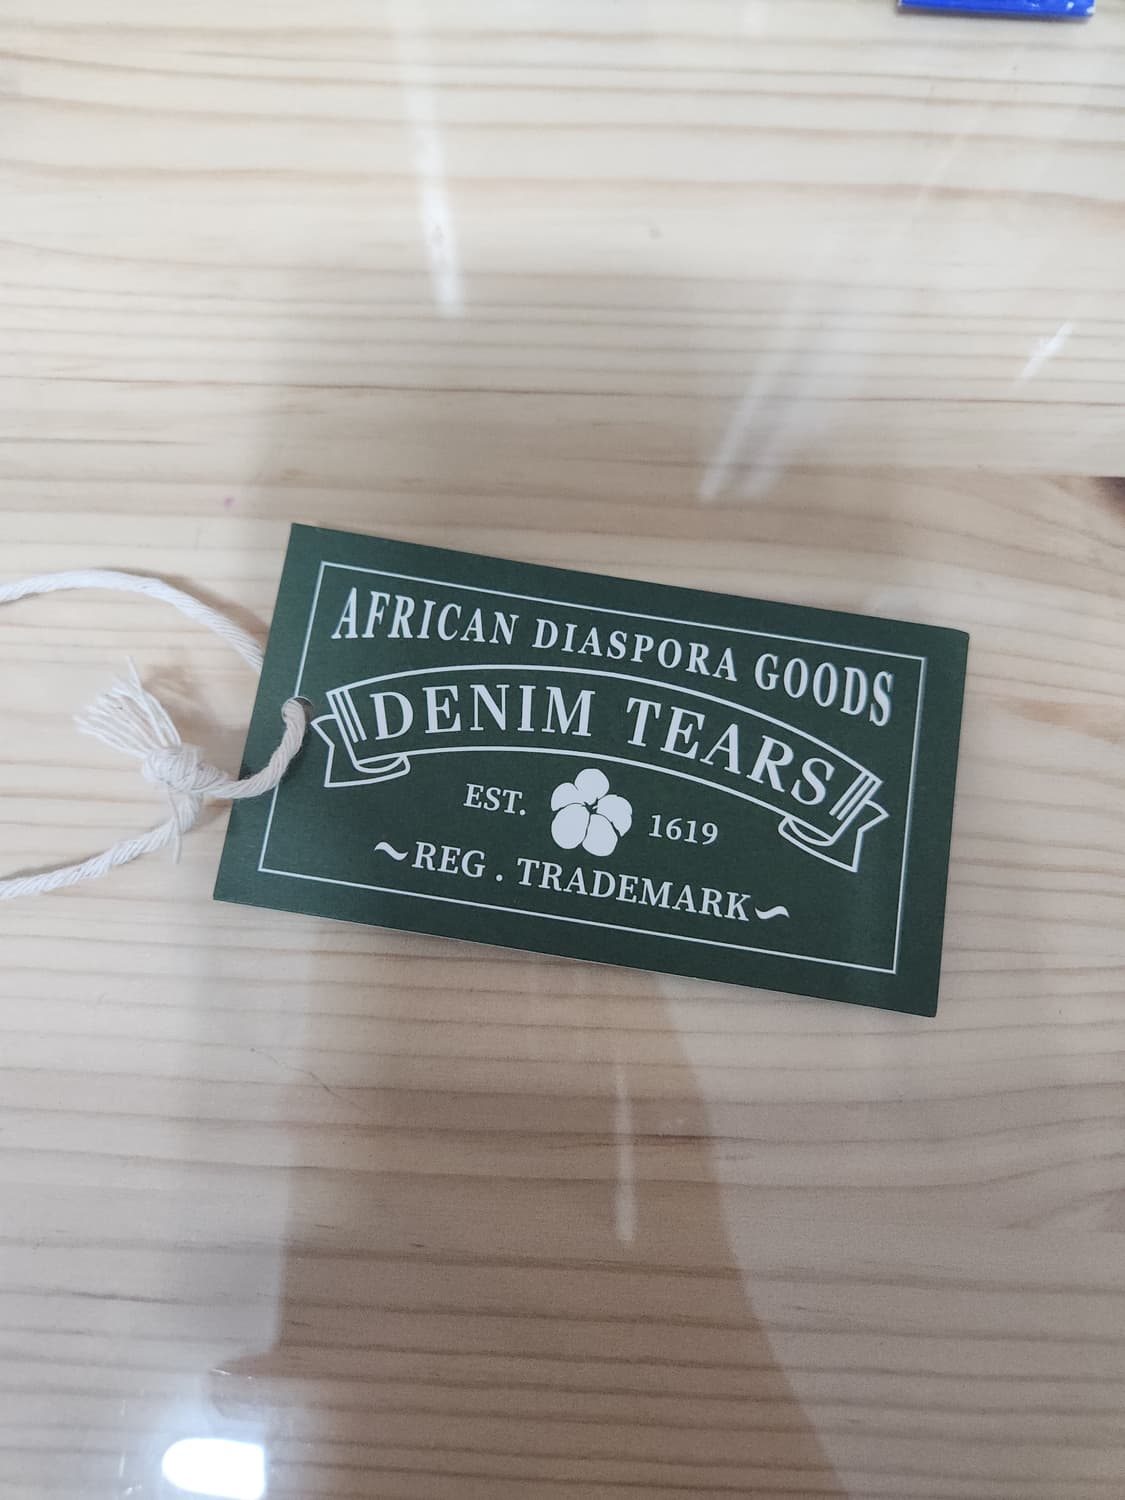 AFRICAN DIASPORA GOODS
DENIM TEARS
EST. 1619
~REG . TRADEMARK~